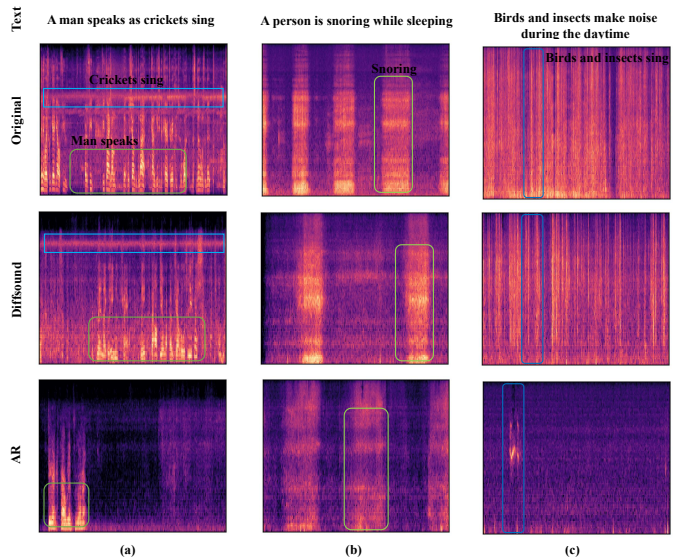 Text
A man speaks as crickets sing
A person is snoring while sleeping
Birds and insects make noise
during the daytime
Original
Crickets sing
Man speaks
Snoring
Birds and insects sing
Diffsound
AR
(a)
(b)
(c)